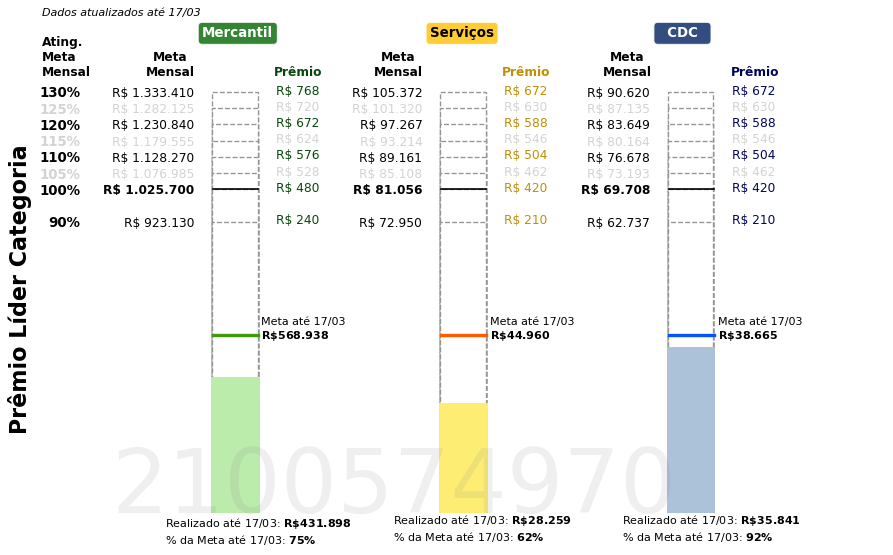 Dados atualizados até 17/03
Mercantil Serviços CDC
Ating. Meta Mensal
Meta Mensal Prêmio Meta Mensal Prêmio Meta Mensal Prêmio
130% R$ 1.333.410 R$ 768 R$ 105.372 R$ 672 R$ 90.620 R$ 672
125% R$ 1.282.125 R$ 720 R$ 101.320 R$ 630 R$ 87.135 R$ 630
120% R$ 1.230.840 R$ 672 R$ 97.267 R$ 588 R$ 83.649 R$ 588
115% R$ 1.179.555 R$ 624 R$ 93.214 R$ 546 R$ 80.164 R$ 546
110% R$ 1.128.270 R$ 576 R$ 89.161 R$ 504 R$ 76.678 R$ 504
105% R$ 1.076.985 R$ 528 R$ 85.108 R$ 462 R$ 73.193 R$ 462
100% R$ 1.025.700 R$ 480 R$ 81.056 R$ 420 R$ 69.708 R$ 420
90% R$ 923.130 R$ 240 R$ 72.950 R$ 210 R$ 62.737 R$ 210
Prêmio Líder Categoria
Meta até 17/03 Meta até 17/03 Meta até 17/03
R$568.938 R$44.960 R$38.665
2100574970
Realizado até 17/03: R$431.898 Realizado até 17/03: R$28.259 Realizado até 17/03: R$35.841
% da Meta até 17/03: 75% % da Meta até 17/03: 62% % da Meta até 17/03: 92%